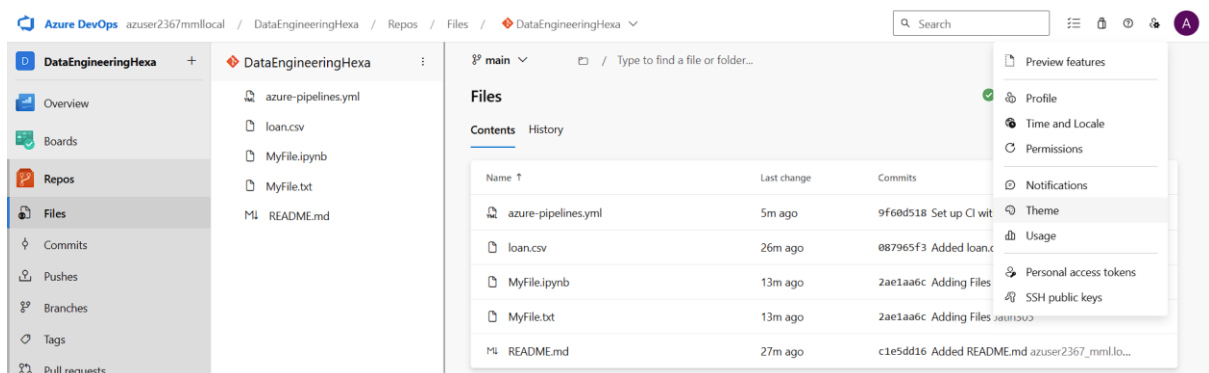 Azure DevOps azuser2367mmllocal / DataEngineeringHexa / Repos / Files / DataEngineeringHexa
Search
A
D DataEngineeringHexa +
Overview
Boards
Repos
Files
Commits
Pushes
Branches
Tags
Pull requests
DataEngineeringHexa
azure-pipelines.yml
loan.csv
MyFile.ipynb
MyFile.txt
M↓ README.md
main / Type to find a file or folder...
Files
Contents History
Name ↑ Last change Commits
azure-pipelines.yml 5m ago 9f60d518 Set up CI wit
loan.csv 26m ago 087965f3 Added loan.c
MyFile.ipynb 13m ago 2ae1aa6c Adding Files
MyFile.txt 13m ago 2ae1aa6c Adding Files Jatin305
M↓ README.md 27m ago c1e5dd16 Added README.md azuser2367_mml.lo...
Preview features
Profile
Time and Locale
Permissions
Notifications
Theme
Usage
Personal access tokens
SSH public keys